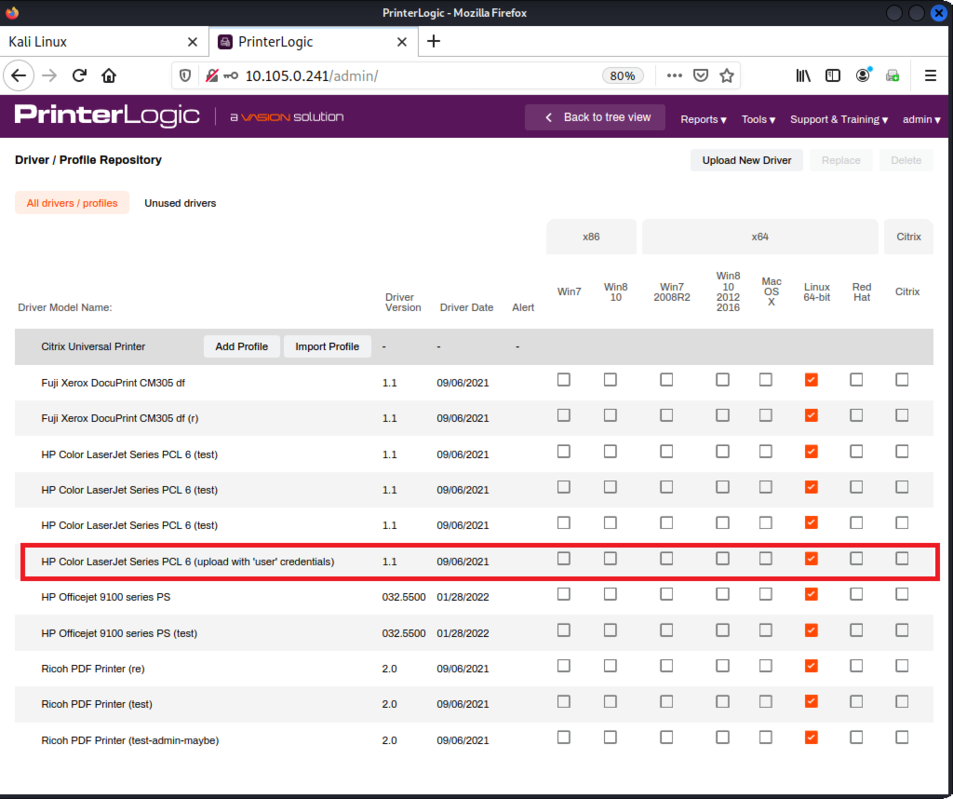 PrinterLogic - Mozilla Firefox
Kali Linux
PrinterLogic
10.105.0.241/admin/
80%
PrinterLogic a VASION solution
Back to tree view
Reports
Tools
Support & Training
admin
Driver / Profile Repository
Upload New Driver
Replace
Delete
All drivers / profiles
Unused drivers
x86
x64
Citrix
Driver Model Name:
Driver Version
Driver Date
Alert
Win7
Win8 10
Win7 2008R2
Win8 10 2012 2016
Mac OS X
Linux 64-bit
Red Hat
Citrix
Citrix Universal Printer Add Profile Import Profile - - -
Fuji Xerox DocuPrint CM305 df 1.1 09/06/2021
Fuji Xerox DocuPrint CM305 df (r) 1.1 09/06/2021
HP Color LaserJet Series PCL 6 (test) 1.1 09/06/2021
HP Color LaserJet Series PCL 6 (test) 1.1 09/06/2021
HP Color LaserJet Series PCL 6 (test) 1.1 09/06/2021
HP Color LaserJet Series PCL 6 (upload with 'user' credentials) 1.1 09/06/2021
HP Officejet 9100 series PS 032.5500 01/28/2022
HP Officejet 9100 series PS (test) 032.5500 01/28/2022
Ricoh PDF Printer (re) 2.0 09/06/2021
Ricoh PDF Printer (test) 2.0 09/06/2021
Ricoh PDF Printer (test-admin-maybe) 2.0 09/06/2021